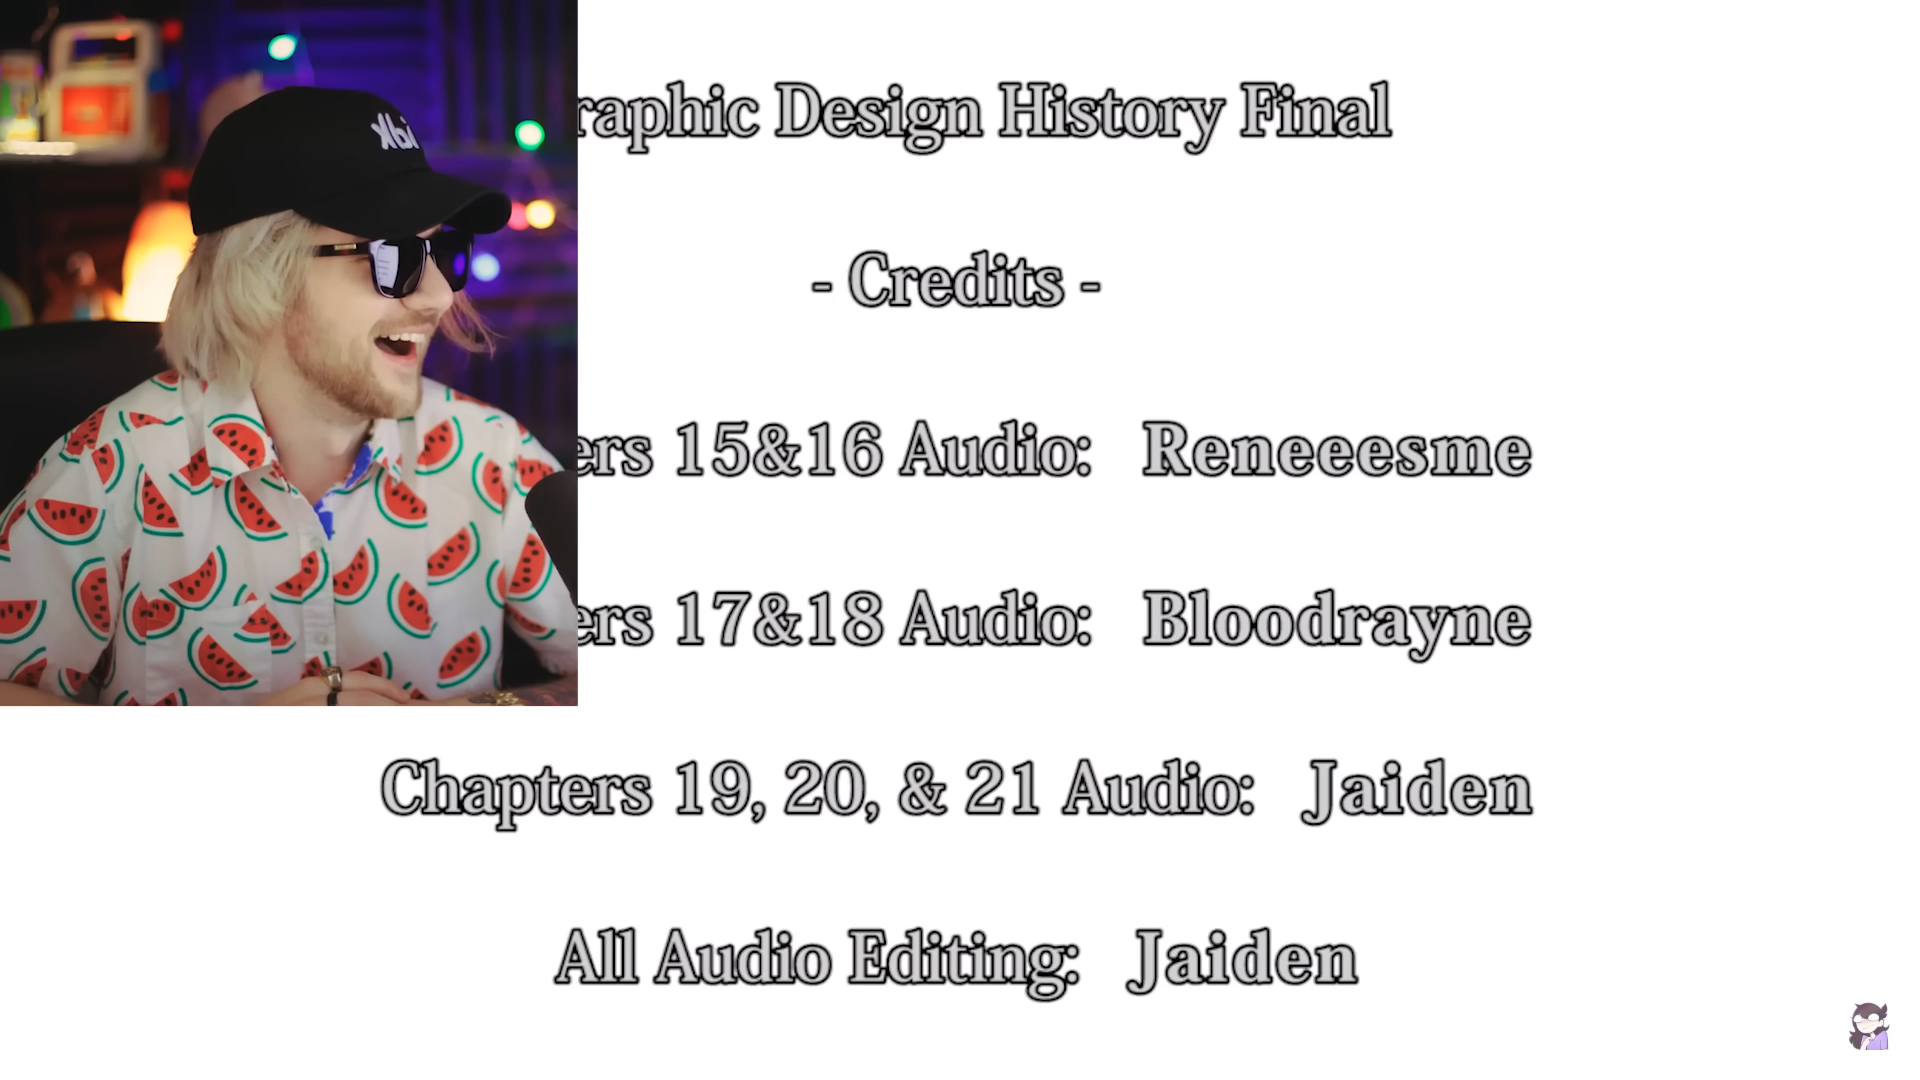 raphic Design History Final
- Credits -
ers 15&16 Audio: Reneeesme
ers 17&18 Audio: Bloodrayne
Chapters 19, 20, & 21 Audio: Jaiden
All Audio Editing: Jaiden